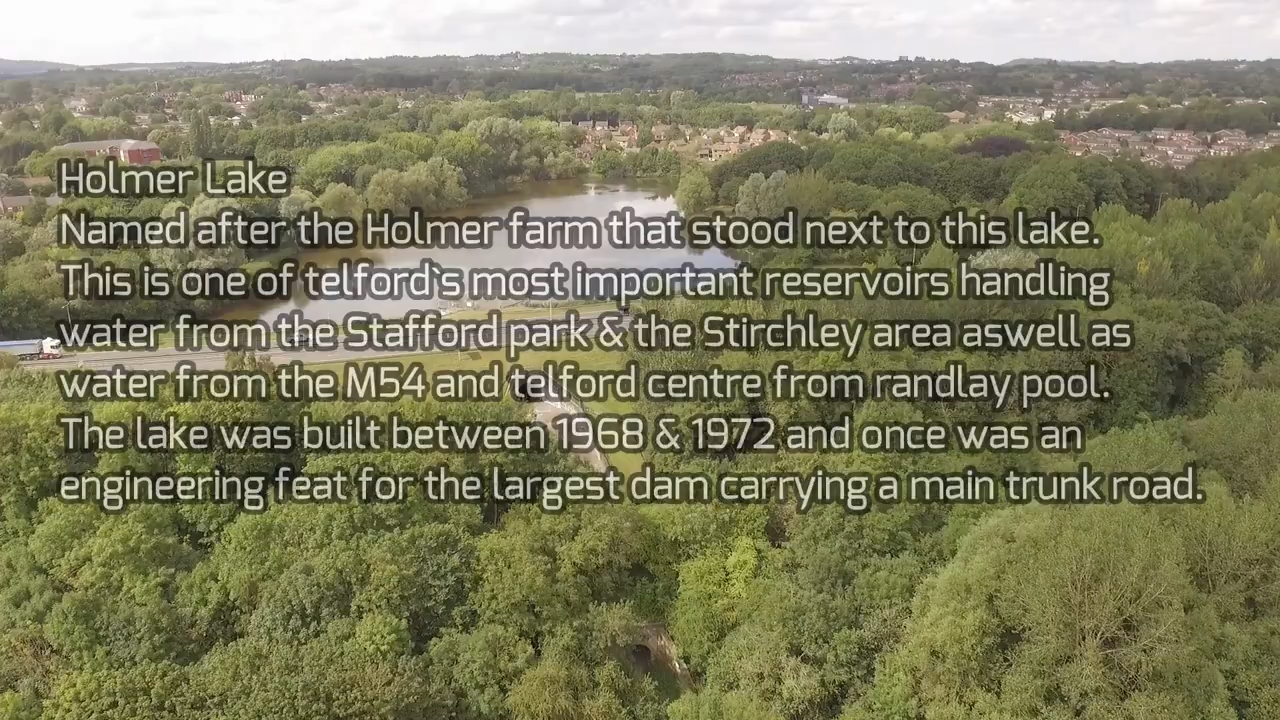 Holmer Lake
Named after the Holmer farm that stood next to this lake.
This is one of telford`s most important reservoirs handling
water from the Stafford park & the Stirchley area aswell as
water from the M54 and telford centre from randlay pool.
The lake was built between 1968 & 1972 and once was an
engineering feat for the largest dam carrying a main trunk road.